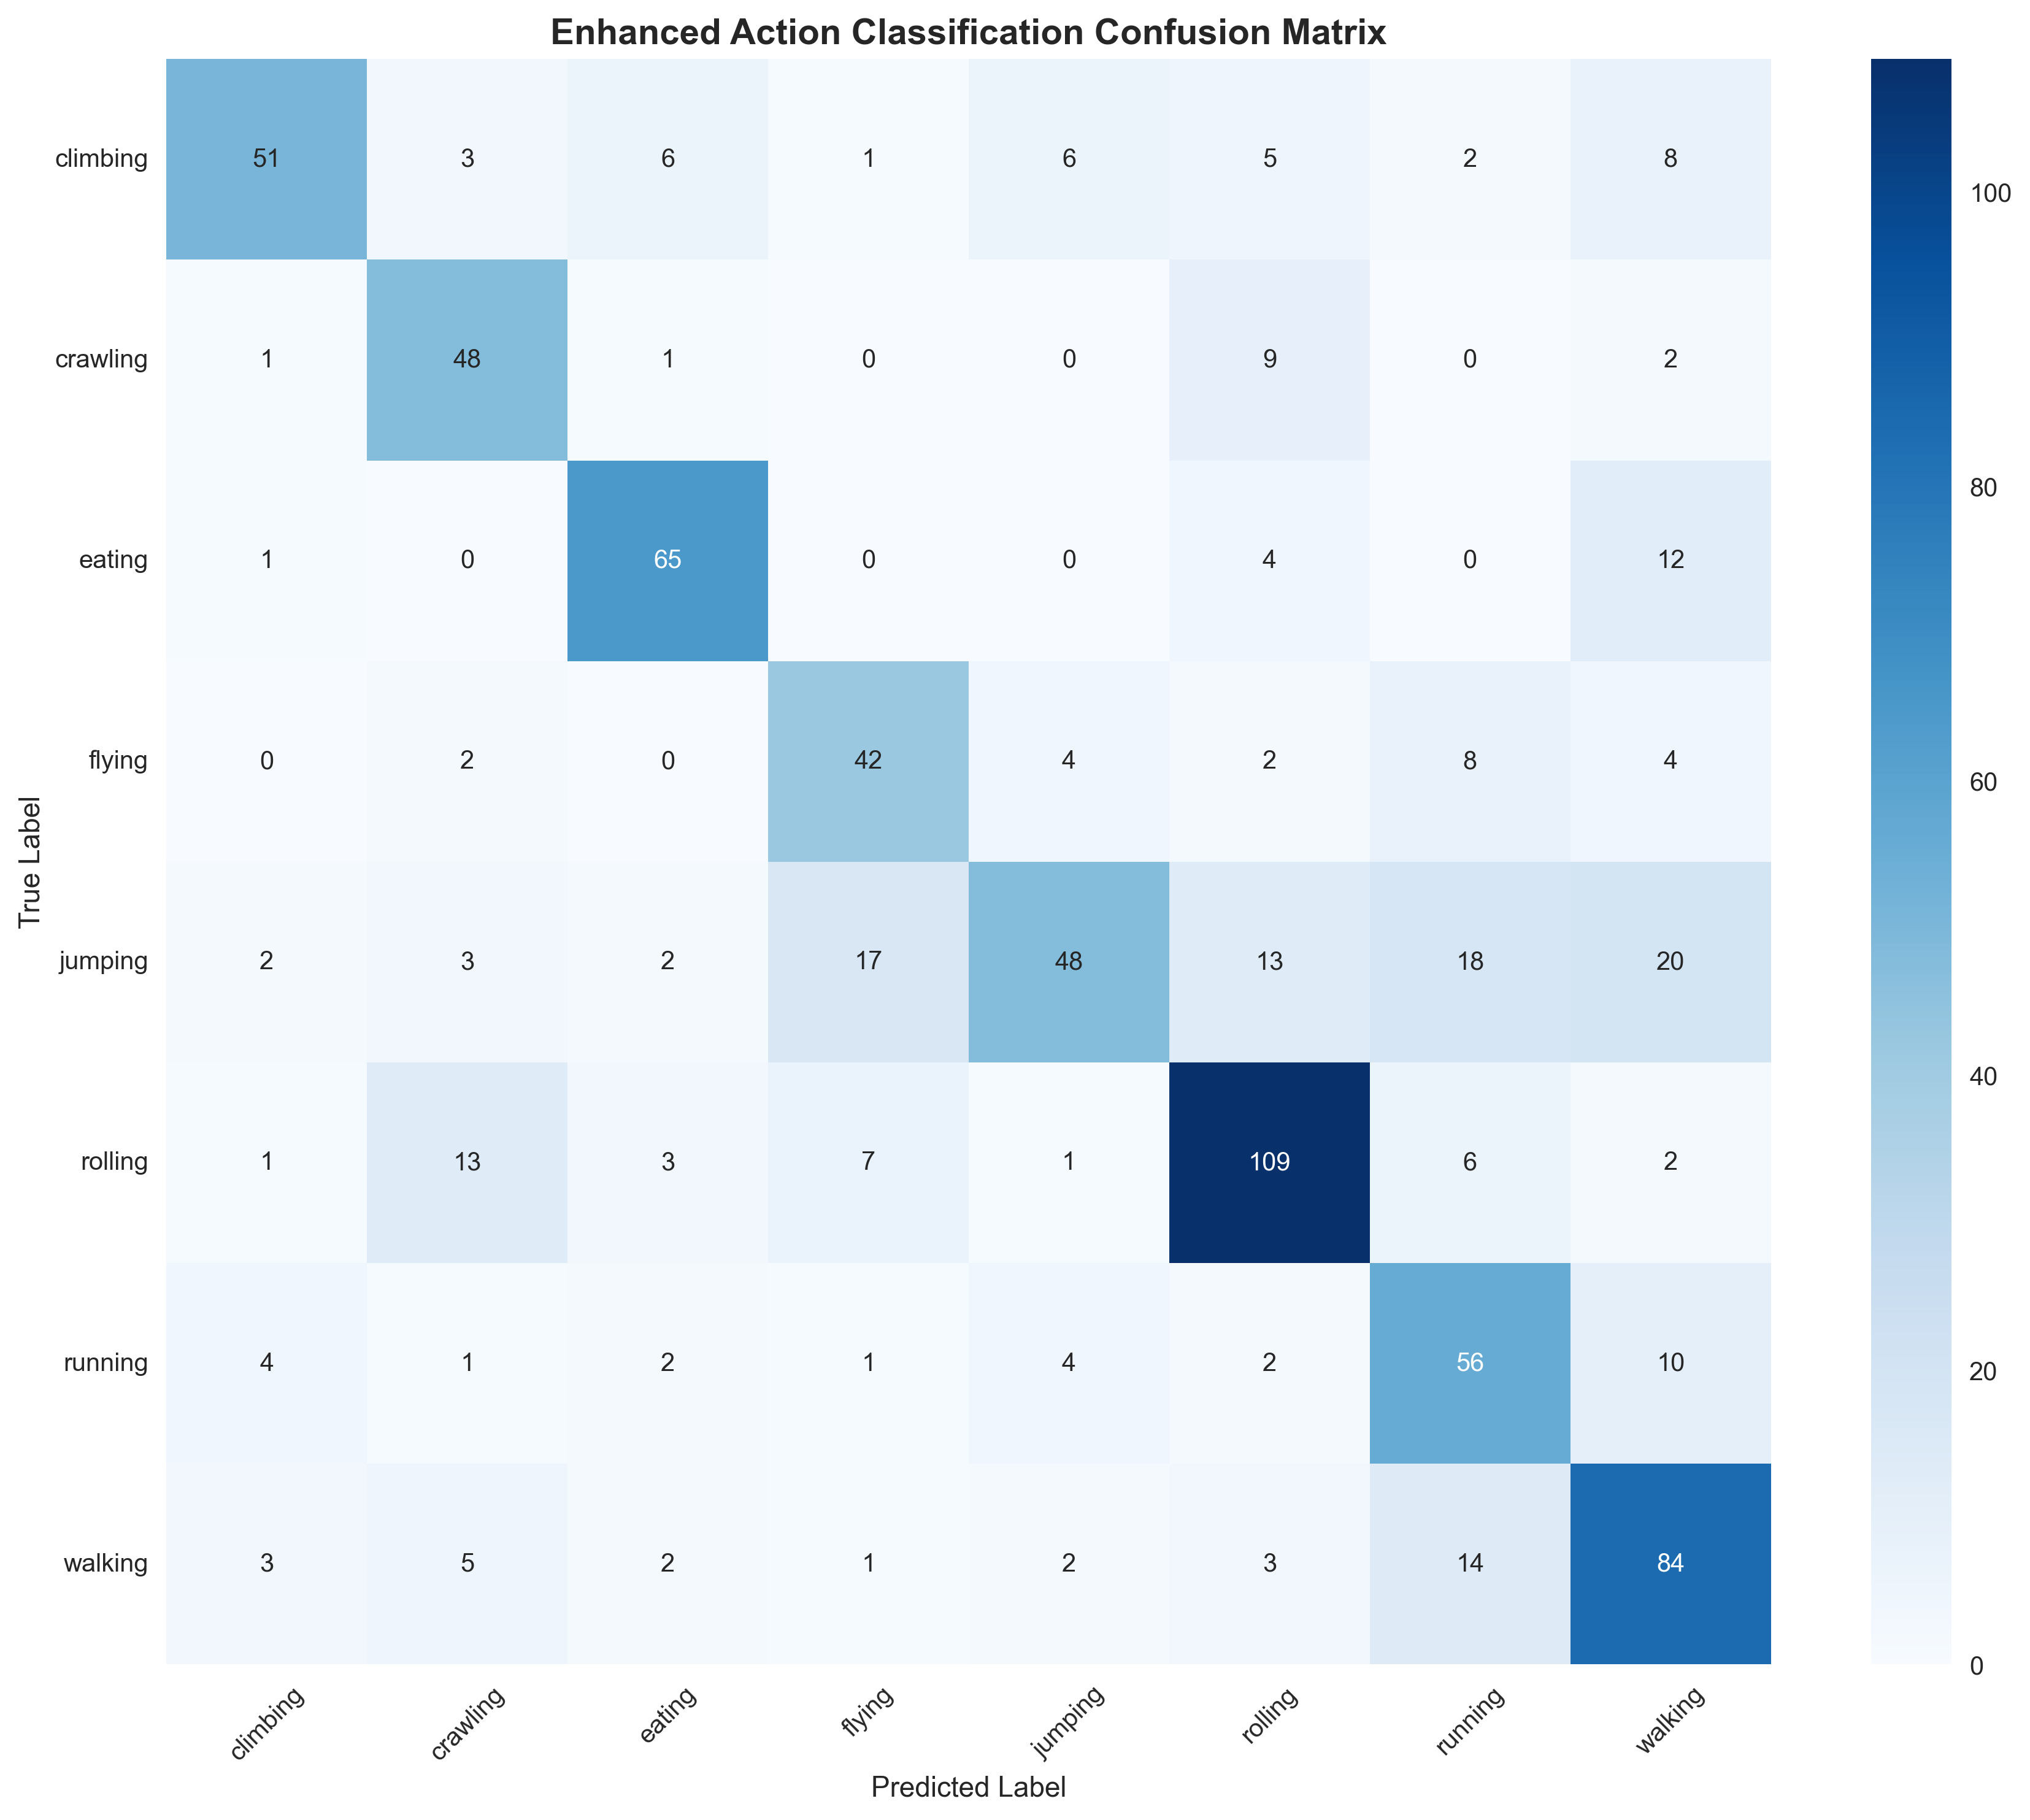 Enhanced Action Classification Confusion Matrix
climbing 51 3 6 1 6 5 2 8
crawling 1 48 1 0 0 9 0 2
eating 1 0 65 0 0 4 0 12
flying 0 2 0 42 4 2 8 4
jumping 2 3 2 17 48 13 18 20
rolling 1 13 3 7 1 109 6 2
running 4 1 2 1 4 2 56 10
walking 3 5 2 1 2 3 14 84
True Label
climbing crawling eating flying jumping rolling running walking
Predicted Label
100
80
60
40
20
0